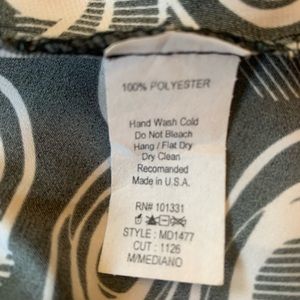 100% POLYESTER
Hand Wash Cold
Do Not Bleach
Hang / Flat Dry
Dry Clean
Recomanded
Made in U.S.A.
RN# 101331
STYLE : MD1477
CUT : 1126
M/MEDIANO